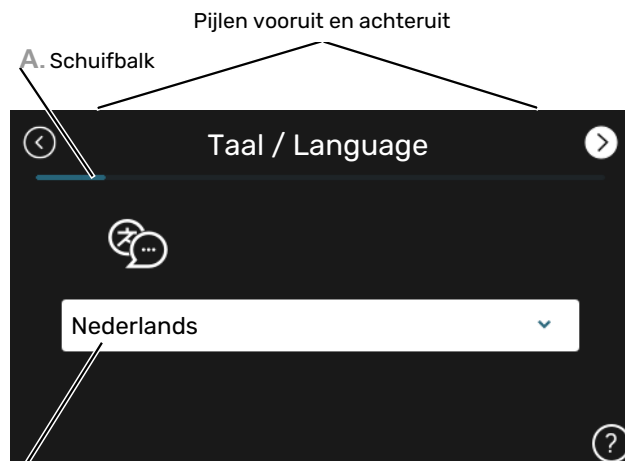 Pijlen vooruit en achteruit
A. Schuifbalk
Taal / Language
Nederlands
?